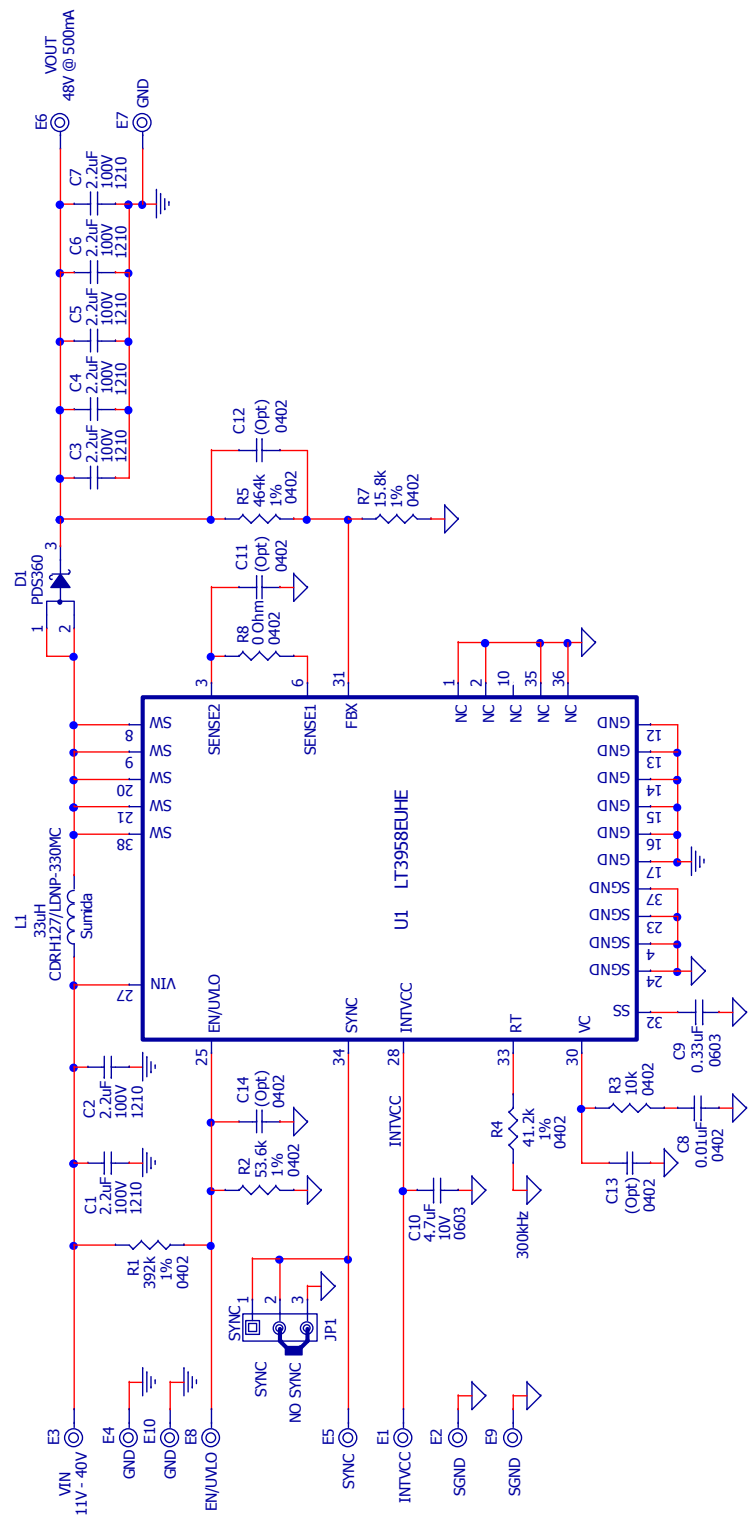 VIN
11V - 40V
E3
E4
GND
E10
GND
E8
EN/UVLO
E5
SYNC
E1
INTVCC
E2
SGND
E9
SGND
R1
392k
1%
0402
C1
2.2uF
100V
1210
C2
2.2uF
100V
1210
R2
53.6k
1%
0402
C14
(Opt)
0402
SYNC
1
2
3
JP1
SYNC
NO SYNC
INTVCC
C10
4.7uF
10V
0603
300kHz
R4
41.2k
1%
0402
C13
(Opt)
0402
R3
10k
0402
C8
0.01uF
0402
C9
0.33uF
0603
L1
33uH
CDRH127/LDNP-330MC
Sumida
27
VIN
25
EN/UVLO
34
SYNC
28
INTVCC
33
RT
30
VC
32
SS
U1 LT3958EUHE
38
SW
21
SW
20
SW
9
SW
8
SW
24
SGND
4
SGND
23
SGND
37
SGND
17
GND
16
GND
15
GND
14
GND
13
GND
12
GND
3
SENSE2
6
SENSE1
31
FBX
1
NC
2
NC
10
NC
35
NC
36
NC
D1
PDS360
1
2
3
R8
0 Ohm
0402
C11
(Opt)
0402
R5
464k
1%
0402
C12
(Opt)
0402
R7
15.8k
1%
0402
C3
2.2uF
100V
1210
C4
2.2uF
100V
1210
C5
2.2uF
100V
1210
C6
2.2uF
100V
1210
C7
2.2uF
100V
1210
E6
VOUT
48V @ 500mA
E7
GND